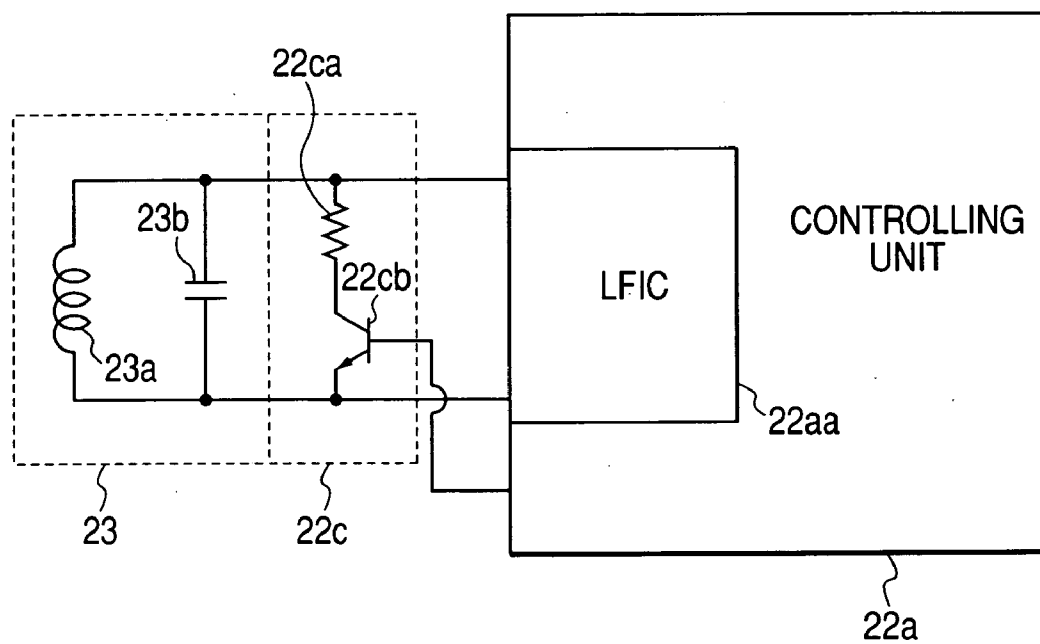 22ca
23b
22cb
23a
CONTROLLING
UNIT
LFIC
22aa
23
22c
22a